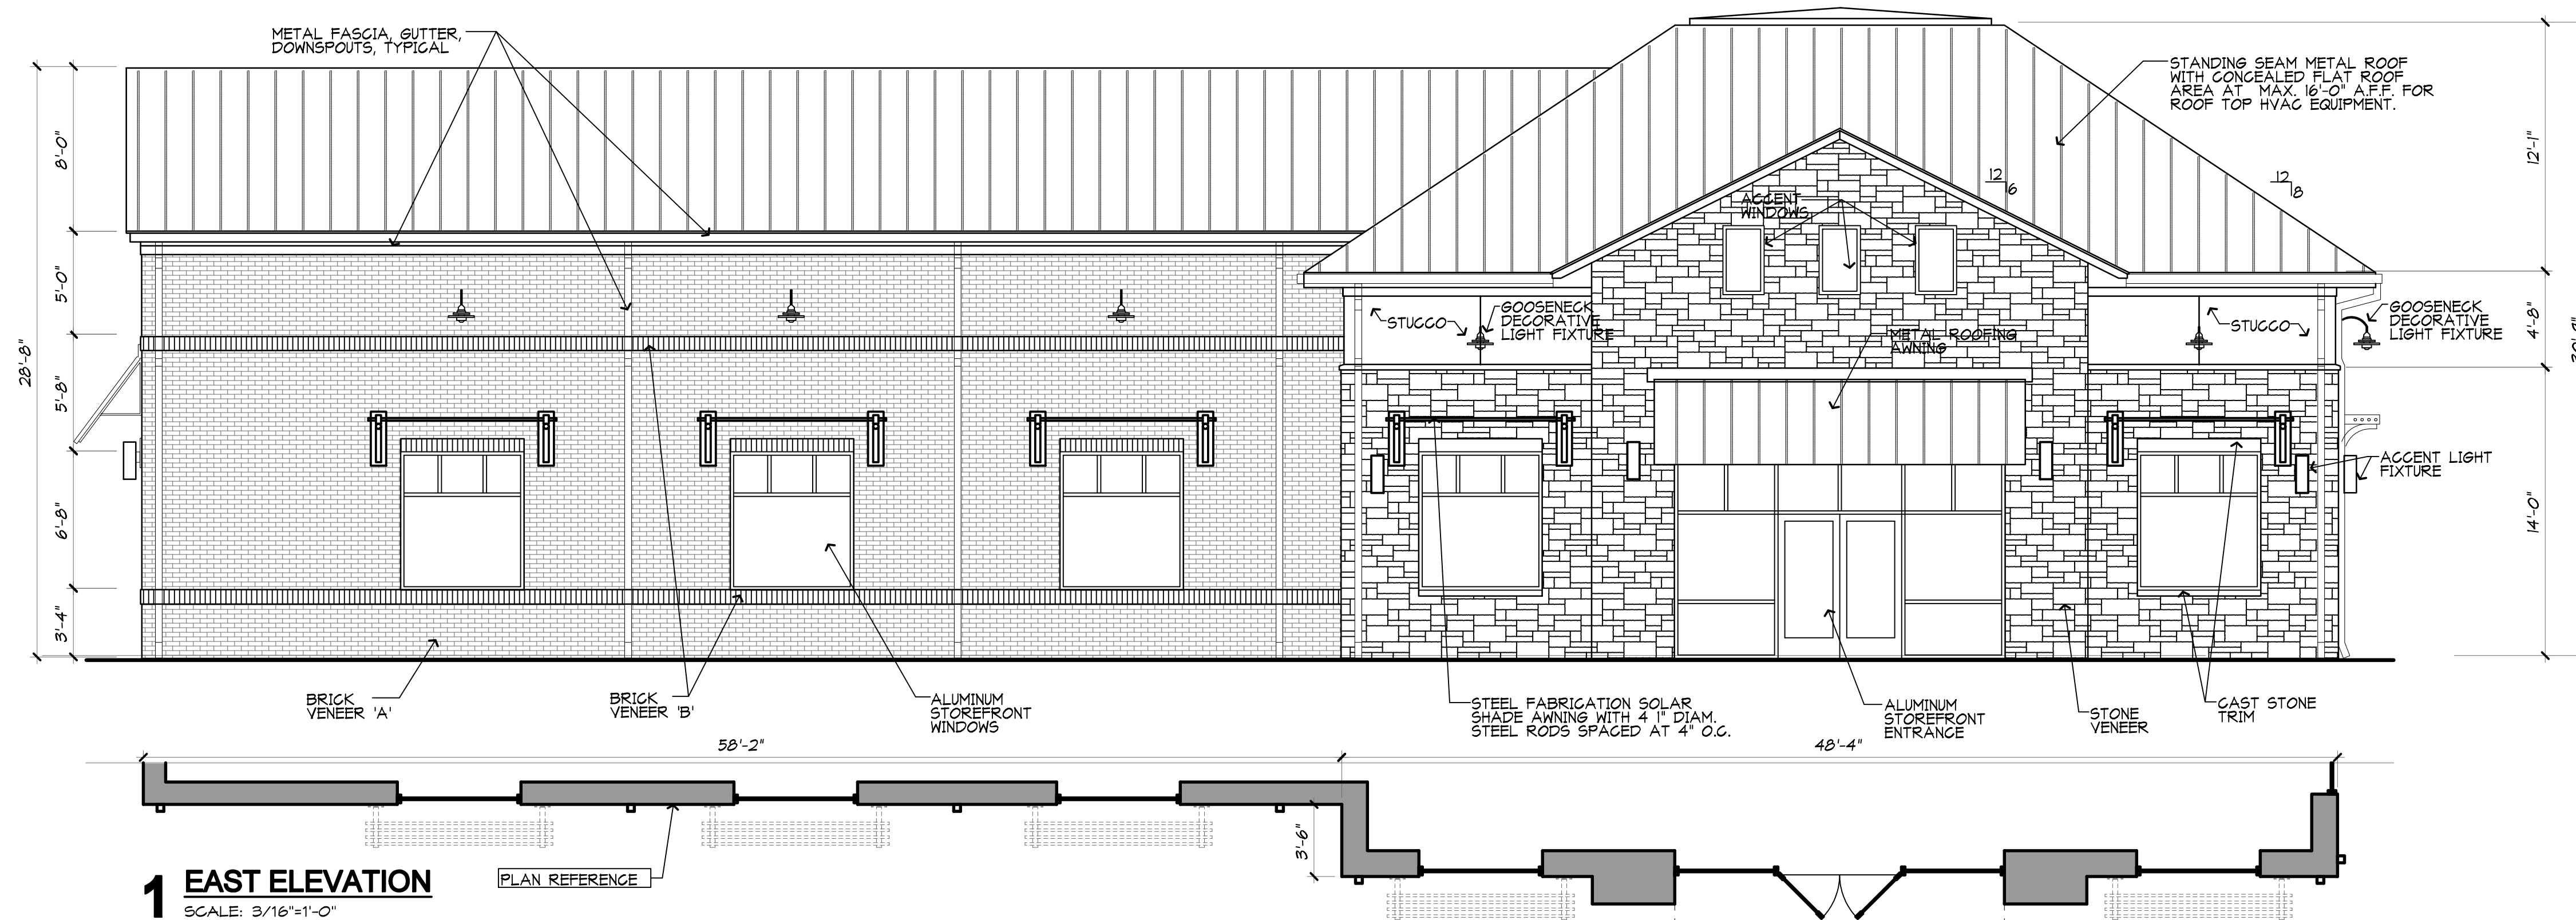 METAL FASCIA, GUTTER,
DOWNSPOUTS, TYPICAL
STANDING SEAM METAL ROOF
WITH CONCEALED FLAT ROOF
AREA AT MAX. 16'-0" A.F.F. FOR
ROOF TOP HVAC EQUIPMENT.
28'-8"
8'-0"
5'-0"
5'-8"
6'-8"
3'-4"
12'-1"
4'-8"
14'-0"
12
6
12
8
ACCENT
WINDOWS
STUCCO
GOOSENECK
DECORATIVE
LIGHT FIXTURE
METAL ROOFING
AWNING
STUCCO
GOOSENECK
DECORATIVE
LIGHT FIXTURE
ACCENT LIGHT
FIXTURE
BRICK
VENEER 'A'
BRICK
VENEER 'B'
ALUMINUM
STOREFRONT
WINDOWS
STEEL FABRICATION SOLAR
SHADE AWNING WITH 4 1" DIAM.
STEEL RODS SPACED AT 4" O.C.
ALUMINUM
STOREFRONT
ENTRANCE
STONE
VENEER
CAST STONE
TRIM
58'-2"
48'-4"
3'-6"
PLAN REFERENCE
1 EAST ELEVATION
SCALE: 3/16"=1'-0"